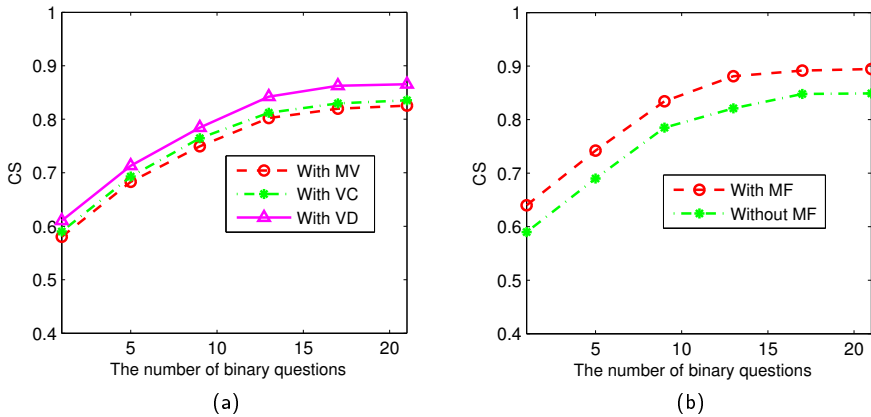 1
0.9
0.8
0.7
0.6
0.5
0.4
CS
5
10
15
20
The number of binary questions
With MV
With VC
With VD
(a)
1
0.9
0.8
0.7
0.6
0.5
0.4
CS
5
10
15
20
The number of binary questions
With MF
Without MF
(b)